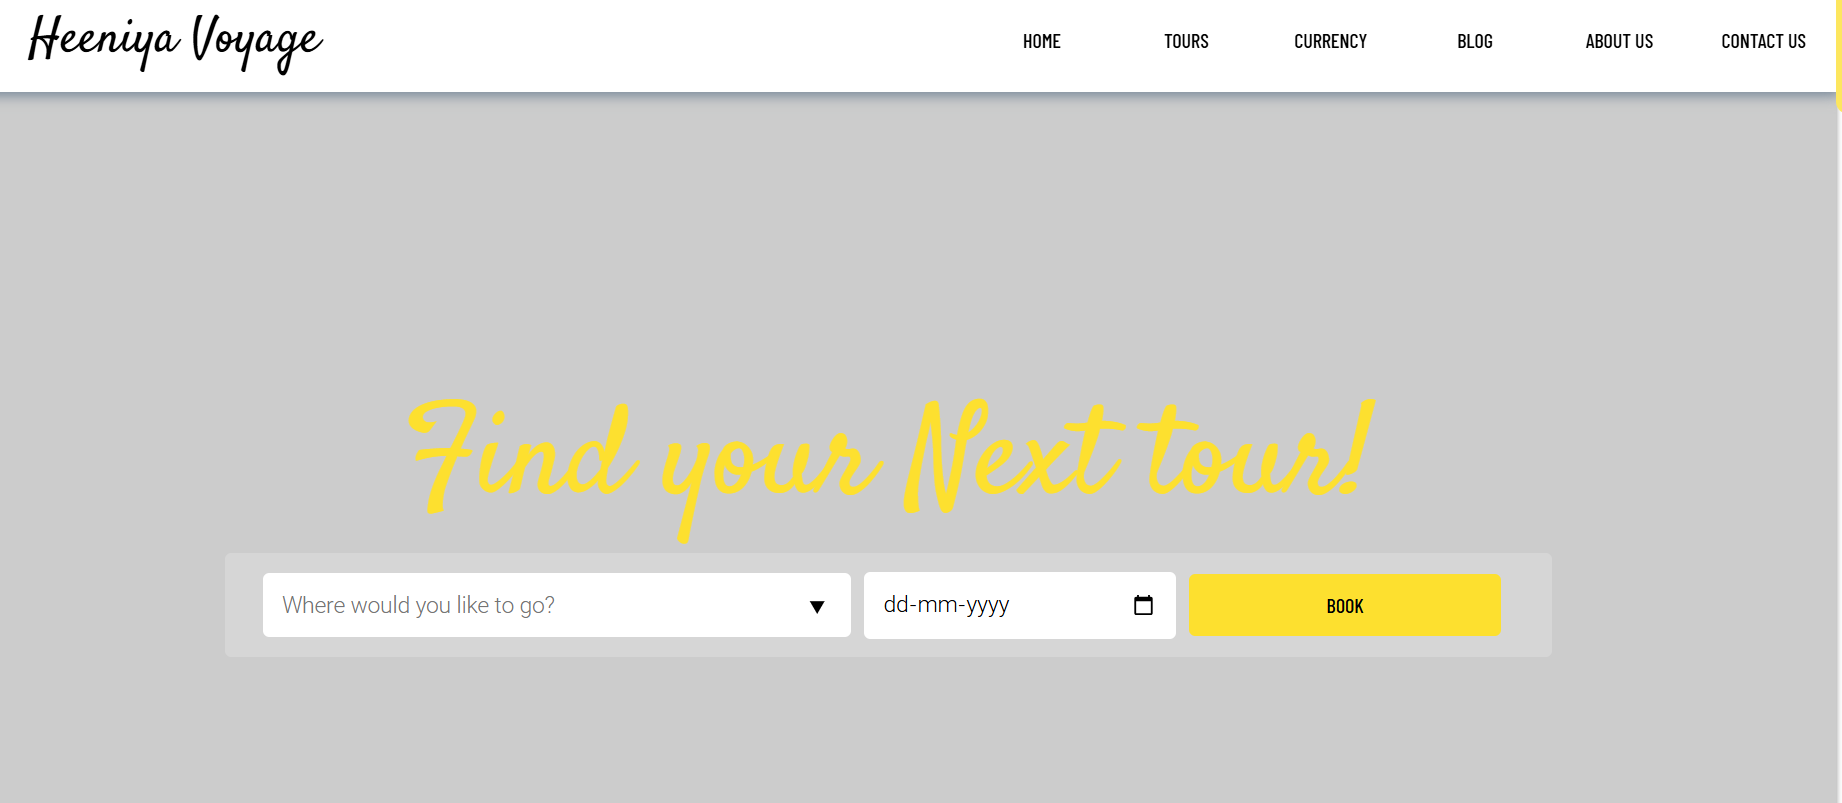 Heeniya Voyage
HOME TOURS CURRENCY BLOG ABOUT US CONTACT US
Find your Next tour!
Where would you like to go? dd-mm-yyyy BOOK